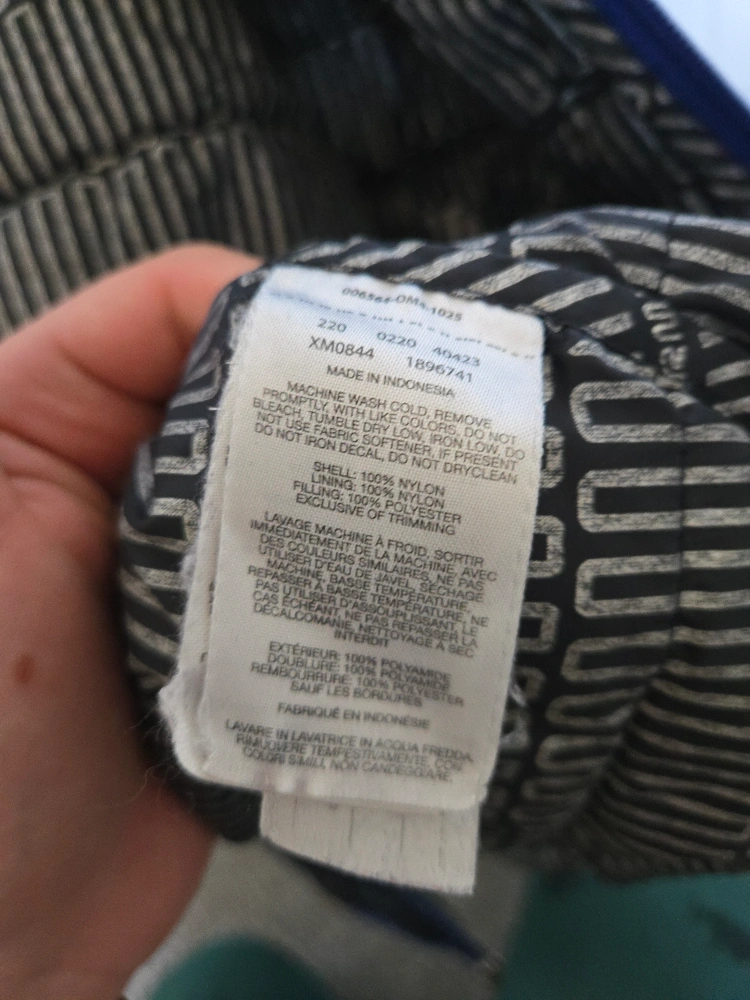 006564-OM4-1025
220 0220 40423
XM0844 1896741
MADE IN INDONESIA
MACHINE WASH COLD, REMOVE
PROMPTLY, WITH LIKE COLORS, DO NOT
BLEACH, TUMBLE DRY LOW, IRON LOW, DO
NOT USE FABRIC SOFTENER, IF PRESENT
DO NOT IRON DECAL, DO NOT DRYCLEAN
SHELL: 100% NYLON
LINING: 100% NYLON
FILLING: 100% POLYESTER
EXCLUSIVE OF TRIMMING
LAVAGE MACHINE À FROID, SORTIR
IMMÉDIATEMENT DE LA MACHINE, AVEC
DES COULEURS SIMILAIRES, NE PAS
UTILISER D'EAU DE JAVEL, SÉCHAGE
MACHINE, BASSE TEMPÉRATURE,
REPASSER À BASSE TEMPÉRATURE, NE
PAS UTILISER D'ASSOUPLISSANT, LE
CAS ÉCHÉANT, NE PAS REPASSER LA
DÉCALCOMANIE, NETTOYAGE À SEC
INTERDIT
EXTÉRIEUR: 100% POLYAMIDE
DOUBLURE: 100% POLYAMIDE
REMBOURRURE: 100% POLYESTER
SAUF LES BORDURES
FABRIQUÉ EN INDONÉSIE
LAVARE IN LAVATRICE IN ACQUA FREDDA,
RIMUOVERE TEMPESTIVAMENTE, CON
COLORI SIMILI, NON CANDEGGIARE,